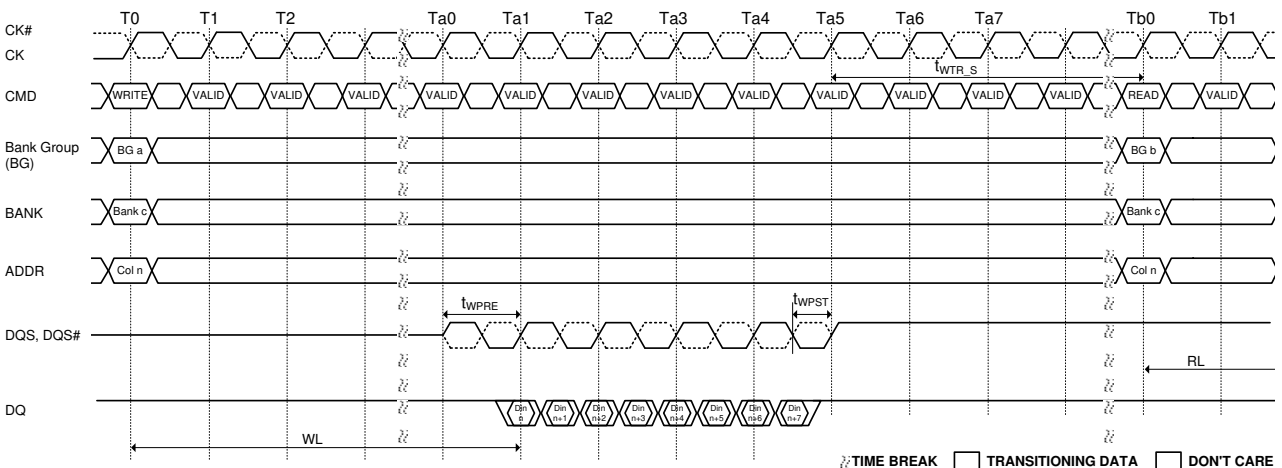 T0 T1 T2 Ta0 Ta1 Ta2 Ta3 Ta4 Ta5 Ta6 Ta7 Tb0 Tb1
CK#
CK
tWTR_S
CMD WRITE VALID VALID VALID VALID VALID VALID VALID VALID VALID VALID VALID VALID READ VALID
Bank Group
(BG)
BG a BG b
BANK Bank c Bank c
ADDR Col n Col n
tWPRE tWPST
DQS, DQS#
RL
DQ Din n Din n+1 Din n+2 Din n+3 Din n+4 Din n+5 Din n+6 Din n+7
WL
TIME BREAK TRANSITIONING DATA DON'T CARE